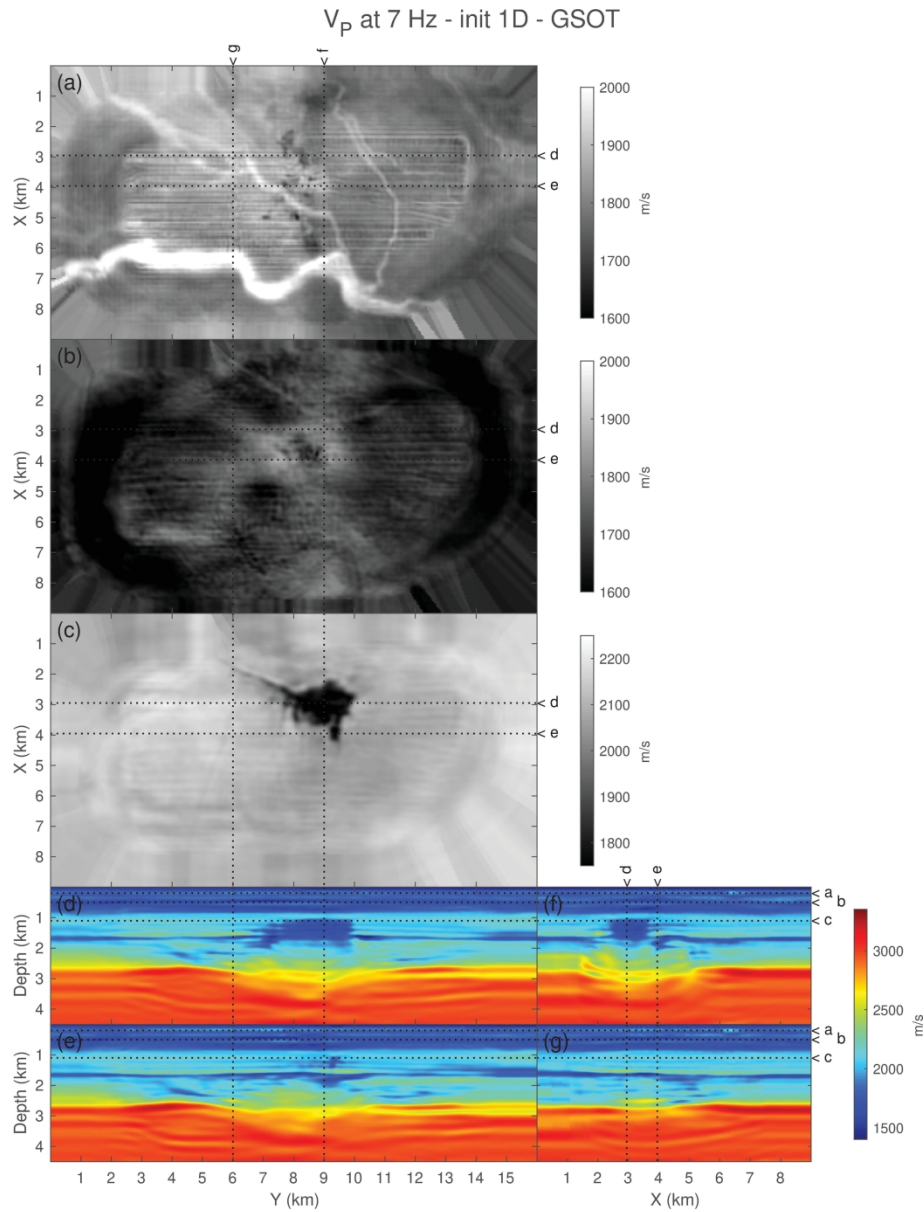 V_P at 7 Hz - init 1D - GSOT
< g
< f
(a)
1
2
3
4
5
6
7
8
X (km)
< d
< e
2000
1900
1800
1700
1600
m/s
(b)
1
2
3
4
5
6
7
8
X (km)
< d
< e
2000
1900
1800
1700
1600
m/s
(c)
1
2
3
4
5
6
7
8
X (km)
< d
< e
2200
2100
2000
1900
1800
m/s
< d
< e
(d)
1
2
3
4
Depth (km)
(f)
< a
< b
< c
(e)
1
2
3
4
Depth (km)
(g)
< a
< b
< c
3000
2500
2000
1500
m/s
1 2 3 4 5 6 7 8 9 10 11 12 13 14 15
Y (km)
1 2 3 4 5 6 7 8
X (km)